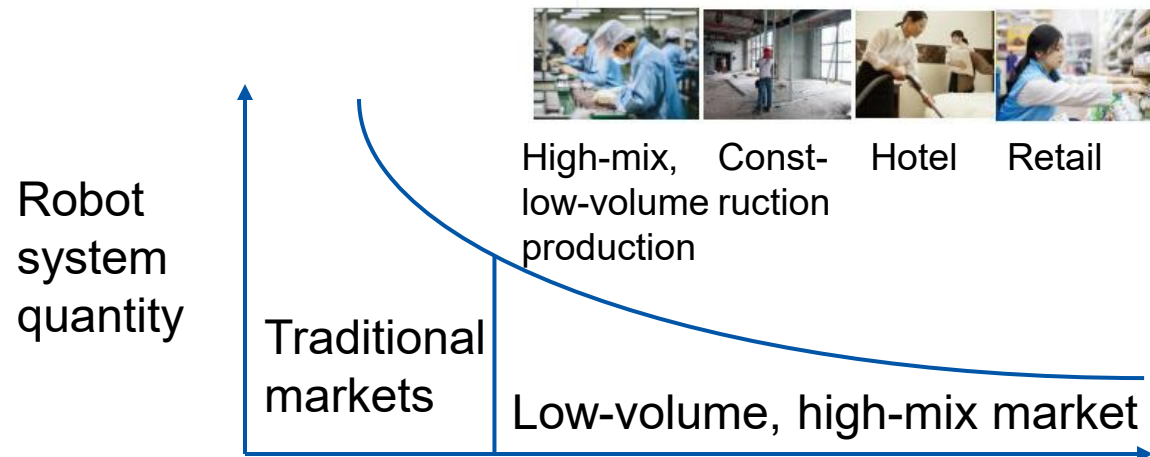 High-mix,
low-volume
production
Const-
ruction
Hotel
Retail
Robot
system
quantity
Traditional
markets
Low-volume, high-mix market